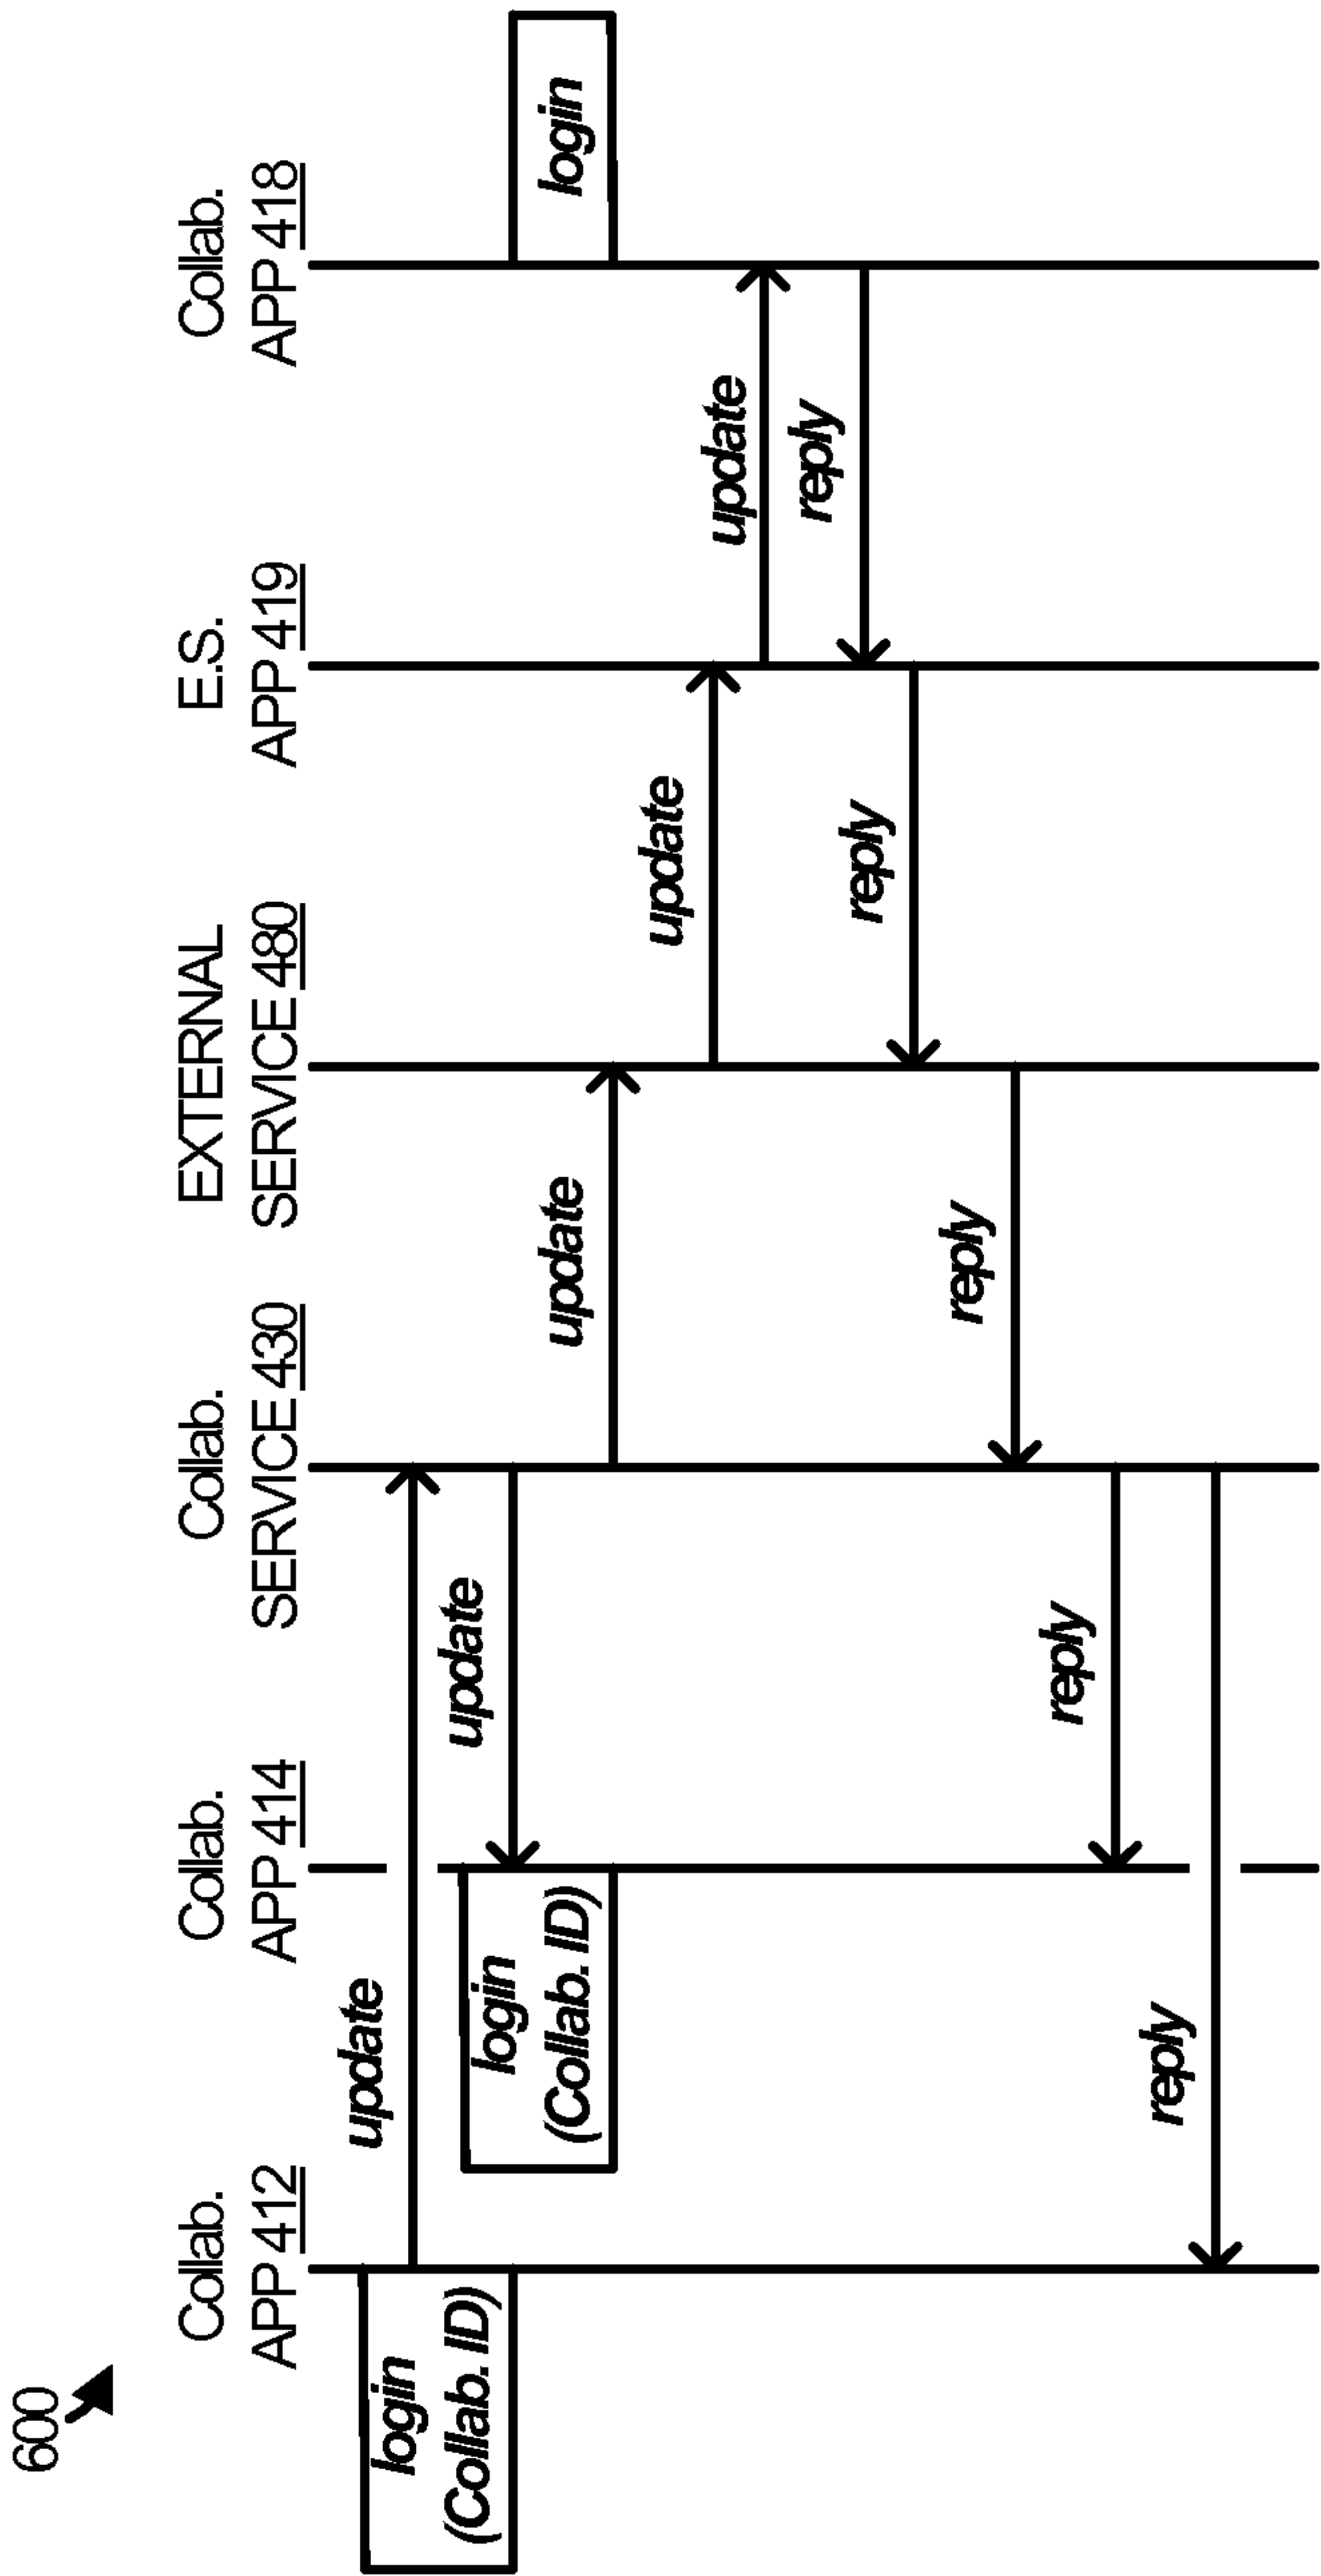 600
Collab.
APP 412
Collab.
APP 414
Collab.
SERVICE 430
EXTERNAL
SERVICE 480
E.S.
APP 419
Collab.
APP 418
login
(Collab. ID)
update
login
(Collab. ID)
update
login
update
update
update
reply
reply
reply
reply
reply